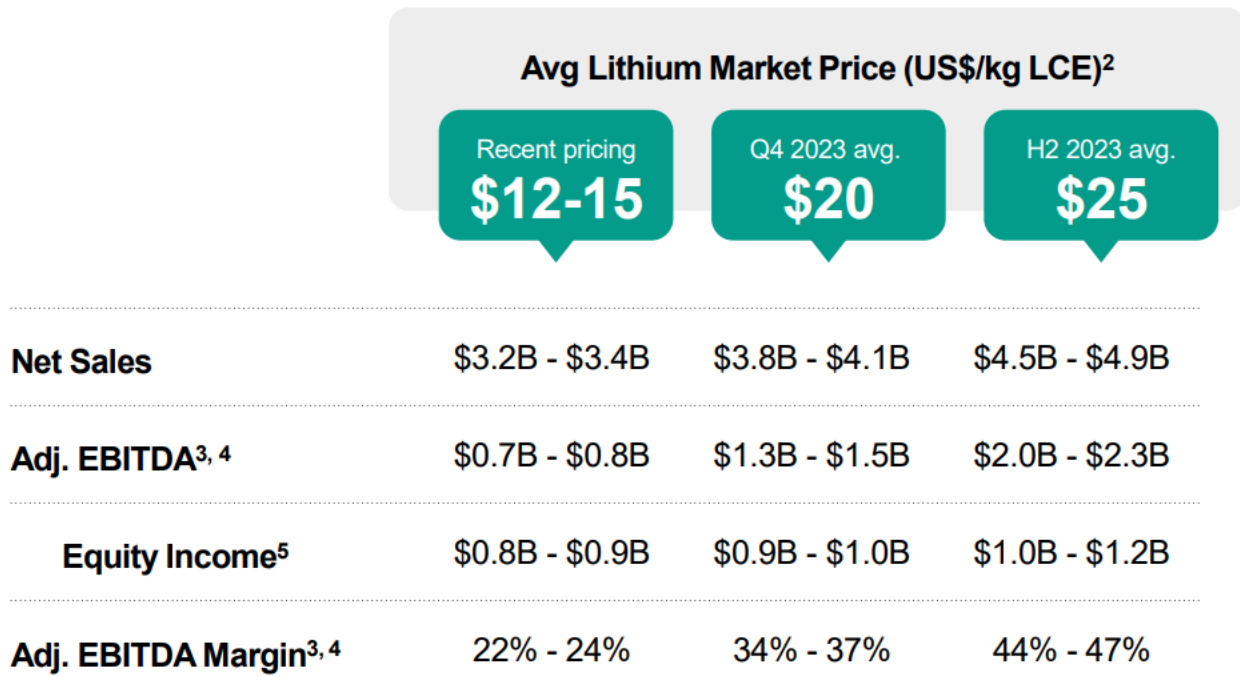 Avg Lithium Market Price (US$/kg LCE)2
Recent pricing Q4 2023 avg. H2 2023 avg.
$12-15 $20 $25
Net Sales $3.2B - $3.4B $3.8B - $4.1B $4.5B - $4.9B
Adj. EBITDA3, 4 $0.7B - $0.8B $1.3B - $1.5B $2.0B - $2.3B
Equity Income5 $0.8B - $0.9B $0.9B - $1.0B $1.0B - $1.2B
Adj. EBITDA Margin3, 4 22% - 24% 34% - 37% 44% - 47%